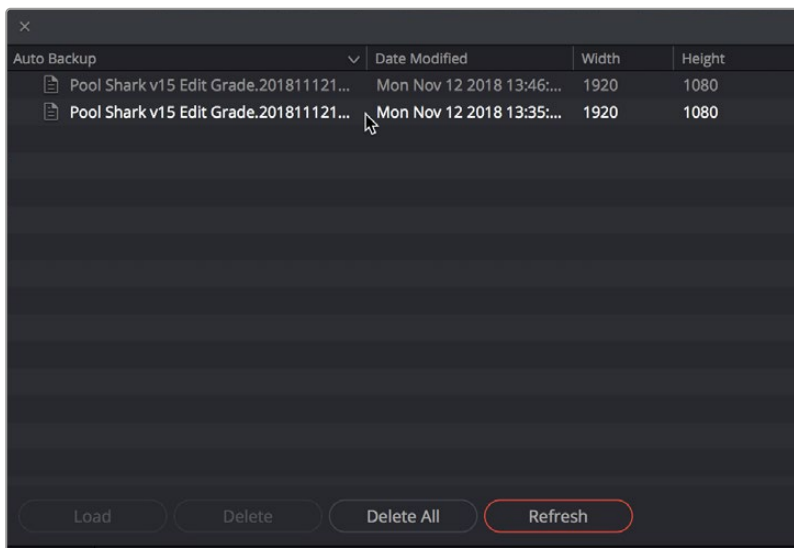 Auto Backup Date Modified Width Height
Pool Shark v15 Edit Grade.201811121... Mon Nov 12 2018 13:46:... 1920 1080
Pool Shark v15 Edit Grade.201811121... Mon Nov 12 2018 13:35:... 1920 1080
Load Delete Delete All Refresh